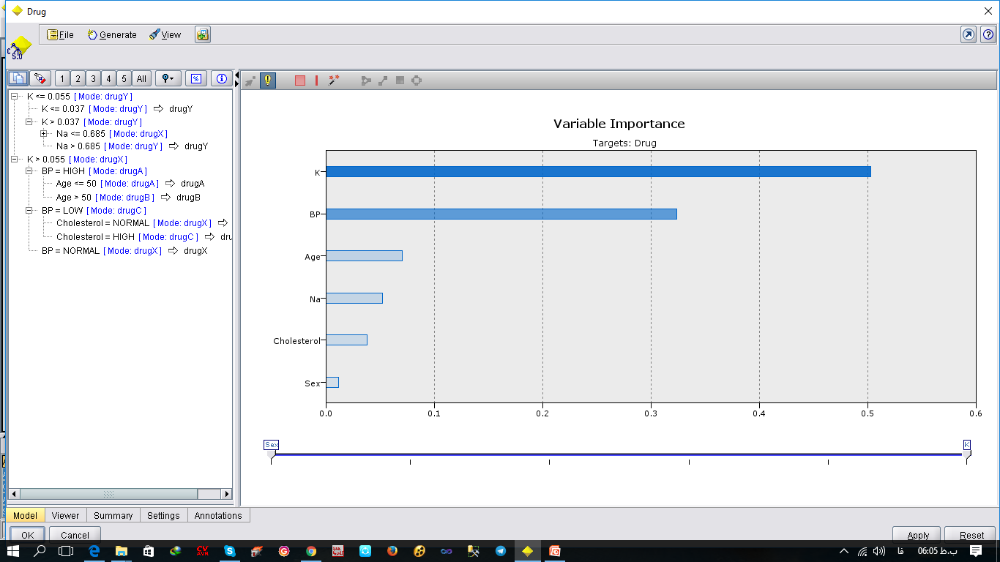 Drug
File Generate View
C 5.0
1 2 3 4 5 All %
K <= 0.055 [ Mode: drugY ]
K <= 0.037 [ Mode: drugY ] ⇨ drugY
K > 0.037 [ Mode: drugY ]
Na <= 0.685 [ Mode: drugX ]
Na > 0.685 [ Mode: drugY ] ⇨ drugY
K > 0.055 [ Mode: drugX ]
BP = HIGH [ Mode: drugA ]
Age <= 50 [ Mode: drugA ] ⇨ drugA
Age > 50 [ Mode: drugB ] ⇨ drugB
BP = LOW [ Mode: drugC ]
Cholesterol = NORMAL [ Mode: drugX ] ⇨
Cholesterol = HIGH [ Mode: drugC ] ⇨ dru
BP = NORMAL [ Mode: drugX ] ⇨ drugX
Variable Importance
Targets: Drug
K
BP
Age
Na
Cholesterol
Sex
0.0 0.1 0.2 0.3 0.4 0.5 0.6
Sex K
Model Viewer Summary Settings Annotations
OK Cancel Apply Reset
CV AVR
فا 06:05 ب.ظ